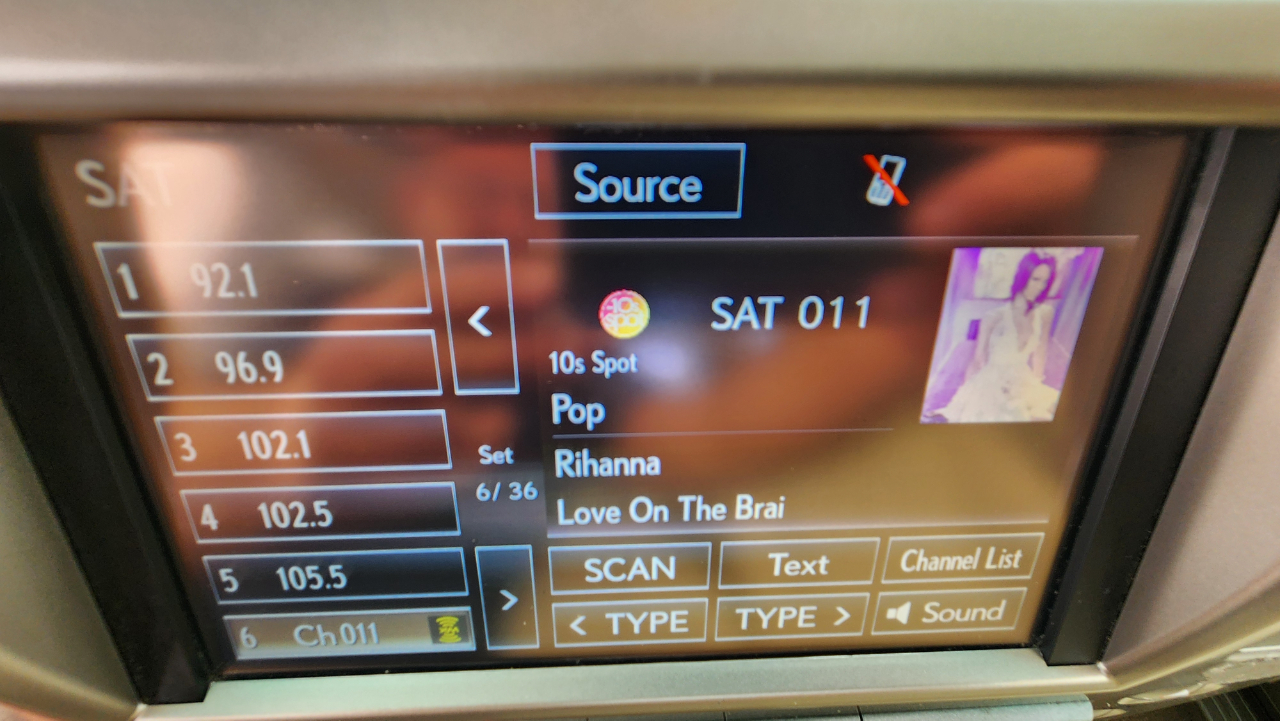 SAT
Source
1 92.1
2 96.9
3 102.1
4 102.5
5 105.5
6 Ch 011
<
Set
6/ 36
>
10s spot
SAT 011
10s Spot
Pop
Rihanna
Love On The Brai
SCAN
Text
Channel List
< TYPE
TYPE >
Sound